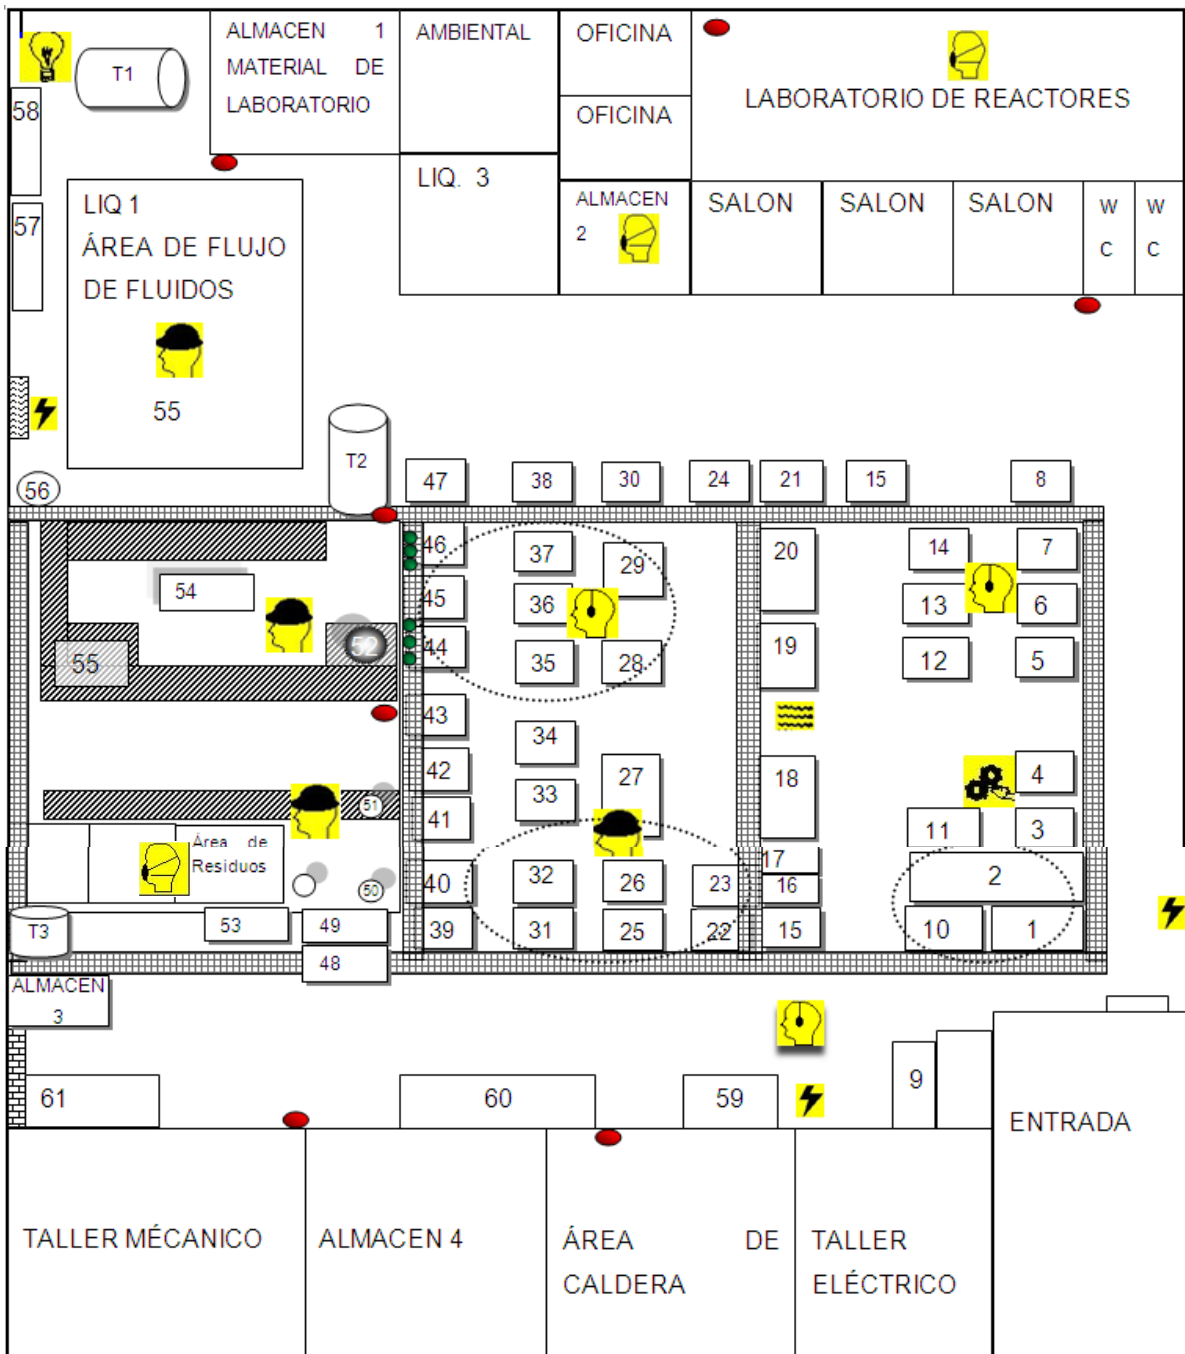 ALMACEN 1
MATERIAL DE
LABORATORIO
AMBIENTAL
OFICINA
OFICINA
LABORATORIO DE REACTORES
T1
58
57
LIQ 1
ÁREA DE FLUJO
DE FLUIDOS
55
LIQ. 3
ALMACEN
2
SALON
SALON
SALON
W
C
W
C
56
T2
47
38
30
24
21
15
8
46
37
29
20
14
7
54
45
36
13
6
52
44
35
28
19
12
5
55
43
34
42
33
27
18
4
51
41
11
3
Área de
Residuos
17
2
50
40
32
26
23
16
T3
53
49
39
31
25
22
15
10
1
48
ALMACEN
3
61
60
59
9
ENTRADA
TALLER MÉCANICO
ALMACEN 4
ÁREA DE
CALDERA
TALLER
ELÉCTRICO